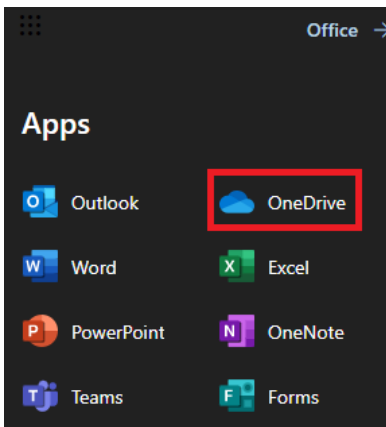 Office
Apps
Outlook OneDrive
Word Excel
PowerPoint OneNote
Teams Forms